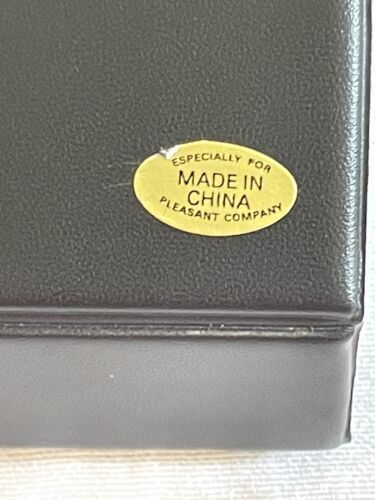 ESPECIALLY FOR
MADE IN
CHINA
PLEASANT COMPANY